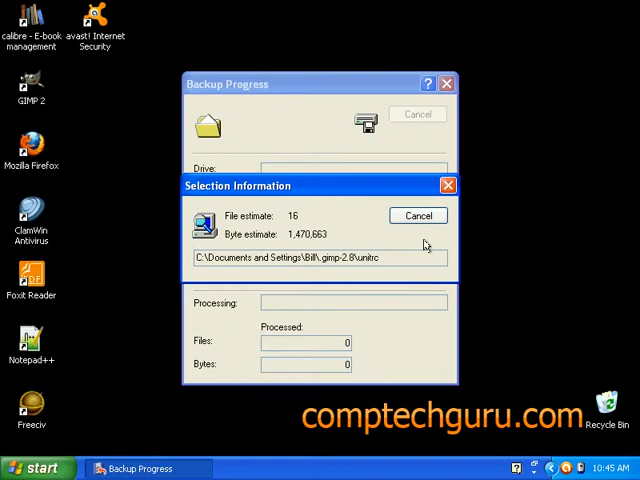 calibre - E-book
management
avast! Internet
Security
GIMP 2
Mozilla Firefox
ClamWin
Antivirus
Foxit Reader
Notepad++
Freeciv
Backup Progress
Cancel
Drive:
Selection Information
File estimate: 16
Cancel
Byte estimate: 1,470,663
C:\Documents and Settings\Bill\.gimp-2.8\unitrc
Processing:
Processed:
Files: 0
Bytes: 0
comptechguru.com
Recycle Bin
start
Backup Progress
10:45 AM